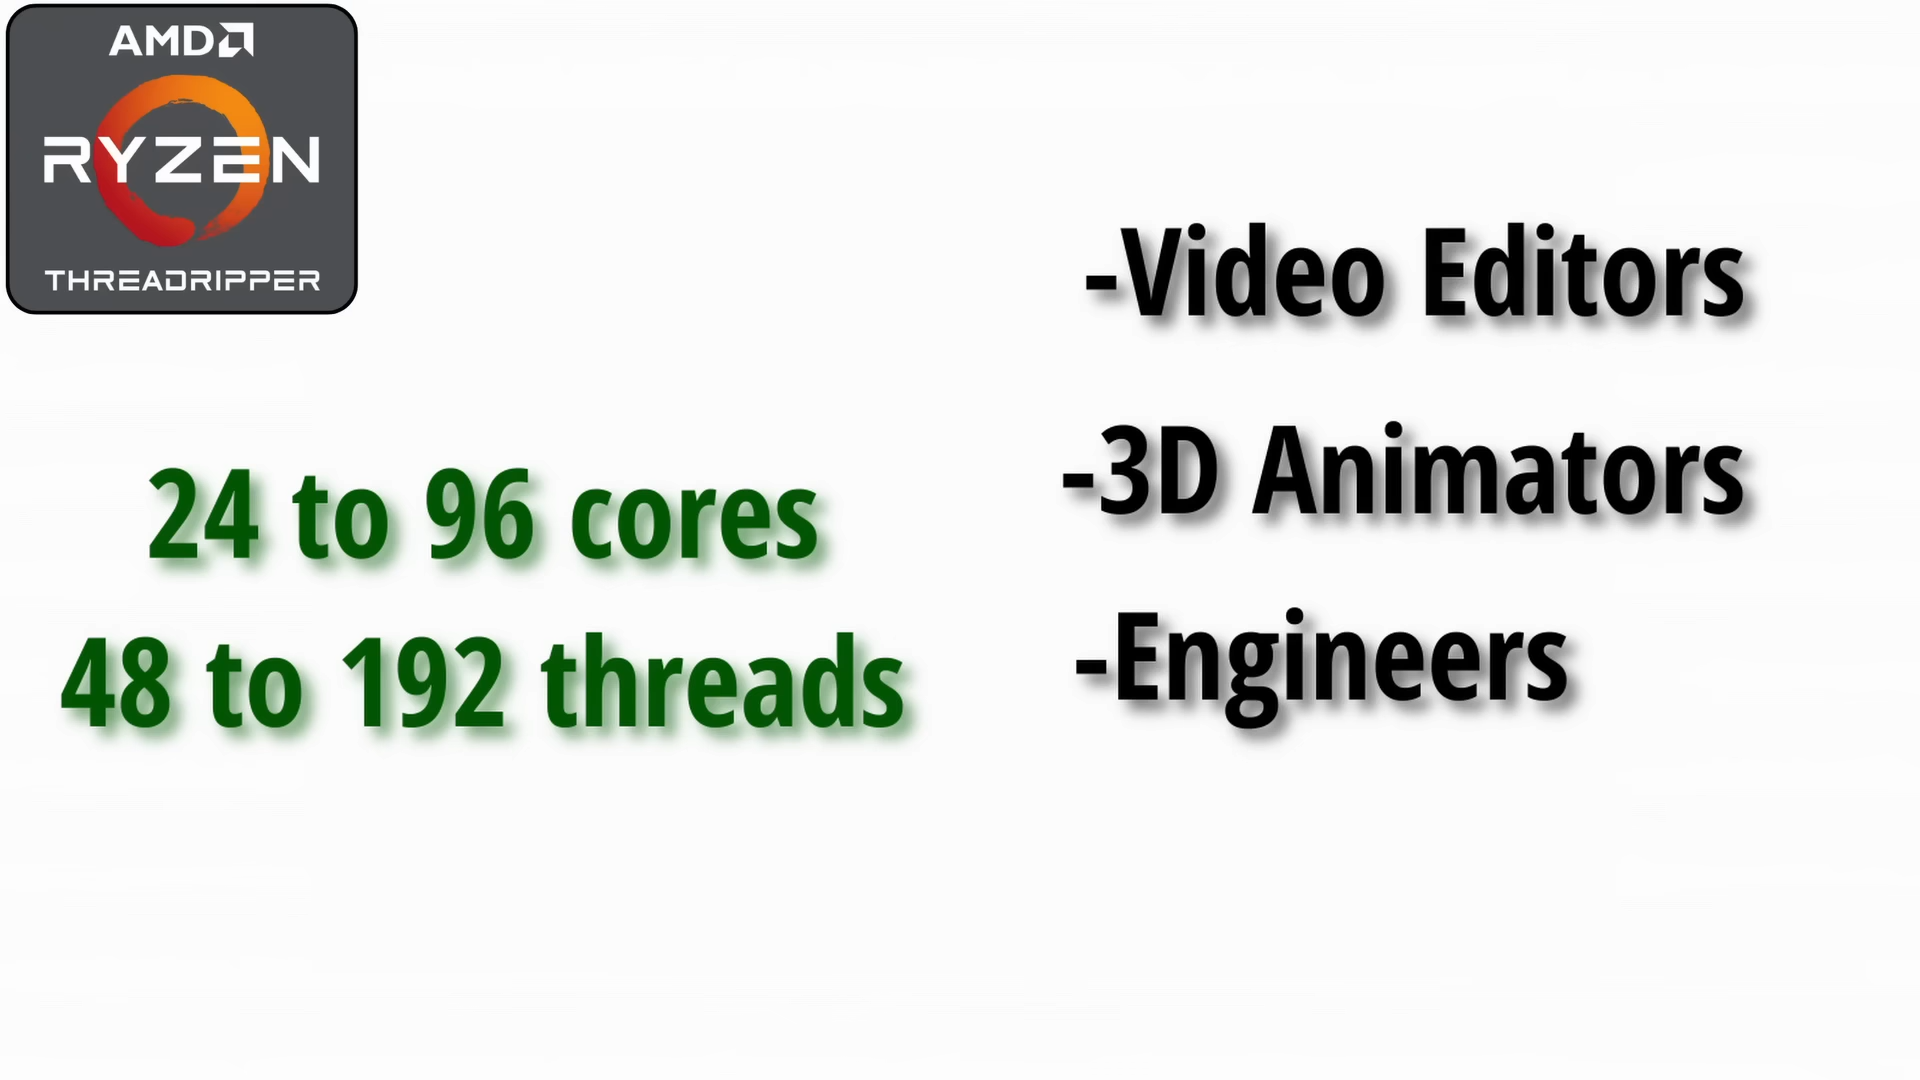 AMD
RYZEN
THREADRIPPER
24 to 96 cores
48 to 192 threads
-Video Editors
-3D Animators
-Engineers